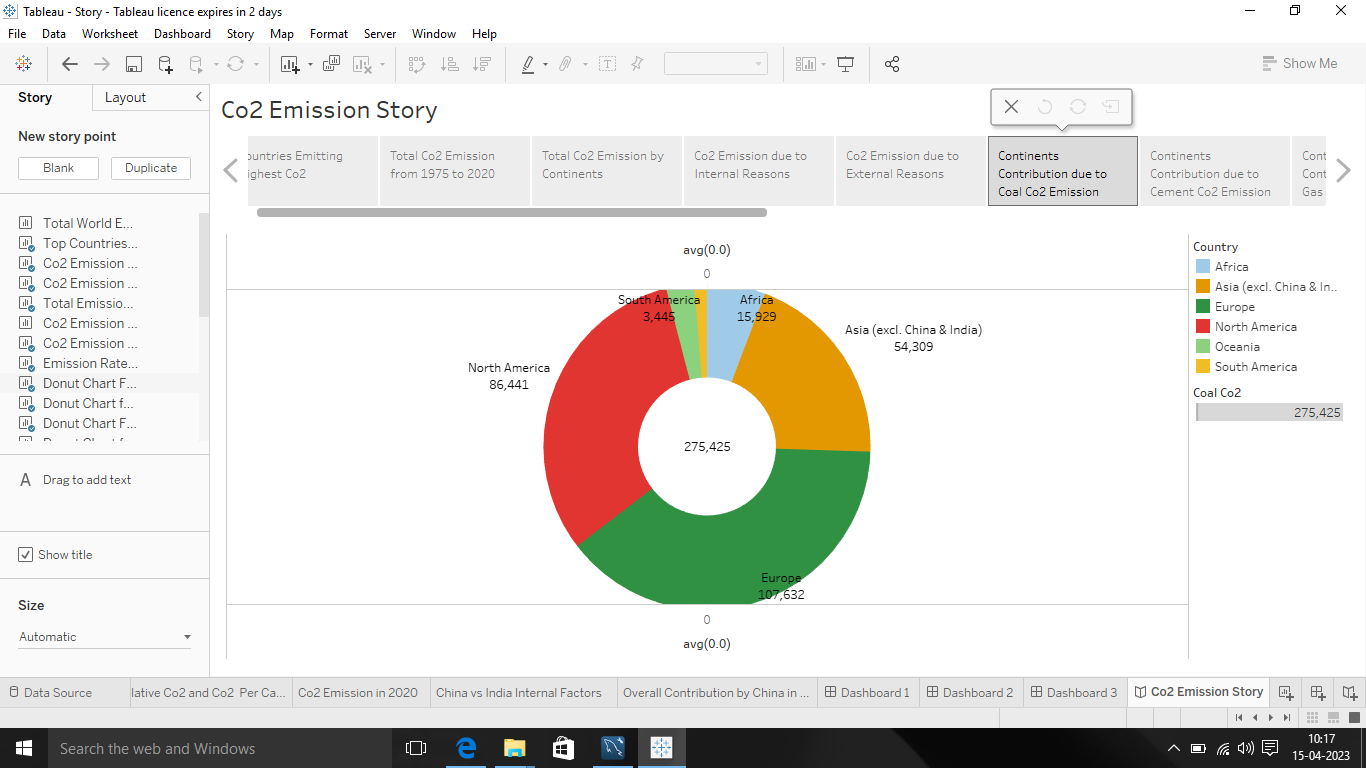 Tableau - Story - Tableau licence expires in 2 days
File Data Worksheet Dashboard Story Map Format Server Window Help
Show Me
Story Layout
New story point
Blank Duplicate
Total World E...
Top Countries...
Co2 Emission ...
Co2 Emission ...
Total Emissio...
Co2 Emission ...
Co2 Emission ...
Emission Rate...
Donut Chart F...
Donut Chart f...
Donut Chart F...
A Drag to add text
Show title
Size
Automatic
Co2 Emission Story
ountries Emitting
ighest Co2
Total Co2 Emission
from 1975 to 2020
Total Co2 Emission by
Continents
Co2 Emission due to
Internal Reasons
Co2 Emission due to
External Reasons
Continents
Contribution due to
Coal Co2 Emission
Continents
Contribution due to
Cement Co2 Emission
Cont
Cont
Gas
avg(0.0)
0
South America
3,445
Africa
15,929
Asia (excl. China & India)
54,309
North America
86,441
275,425
Europe
107,632
0
avg(0.0)
Country
Africa
Asia (excl. China & In..
Europe
North America
Oceania
South America
Coal Co2
275,425
Data Source lative Co2 and Co2 Per Ca... Co2 Emission in 2020 China vs India Internal Factors Overall Contribution by China in ... Dashboard 1 Dashboard 2 Dashboard 3 Co2 Emission Story
Search the web and Windows
10:17
15-04-2023